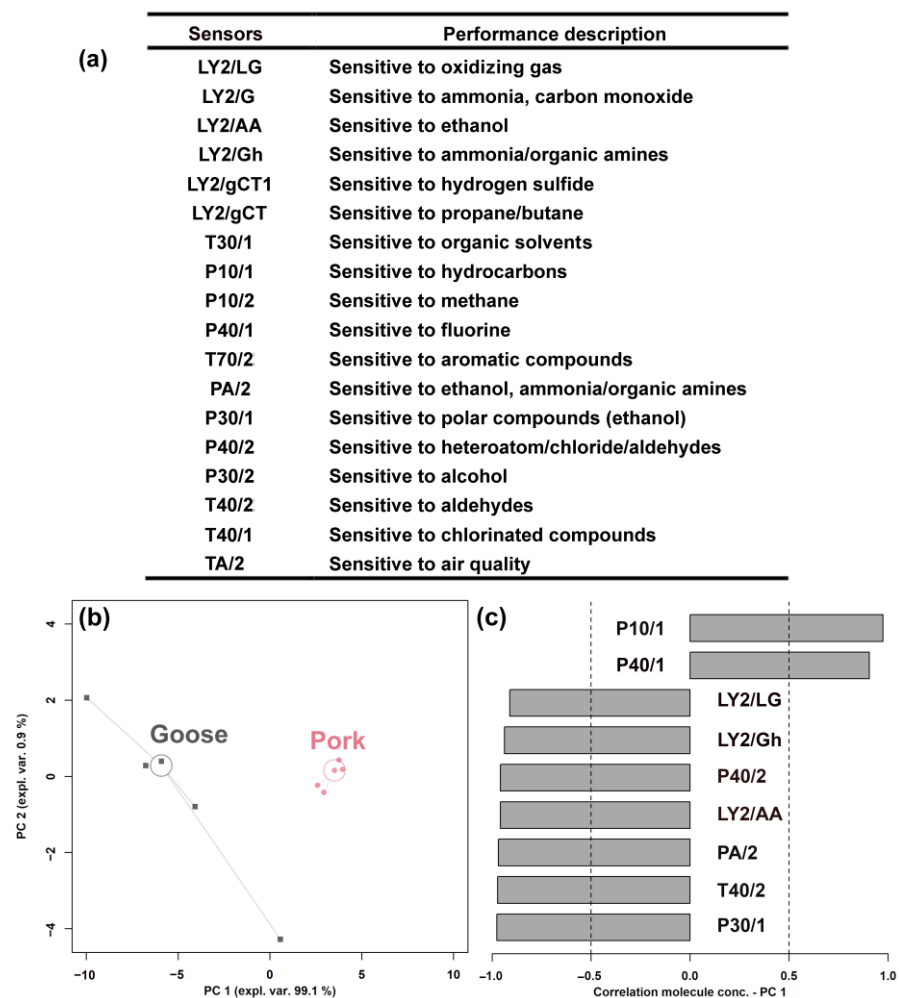 Sensors Performance description
(a)
LY2/LG Sensitive to oxidizing gas
LY2/G Sensitive to ammonia, carbon monoxide
LY2/AA Sensitive to ethanol
LY2/Gh Sensitive to ammonia/organic amines
LY2/gCT1 Sensitive to hydrogen sulfide
LY2/gCT Sensitive to propane/butane
T30/1 Sensitive to organic solvents
P10/1 Sensitive to hydrocarbons
P10/2 Sensitive to methane
P40/1 Sensitive to fluorine
T70/2 Sensitive to aromatic compounds
PA/2 Sensitive to ethanol, ammonia/organic amines
P30/1 Sensitive to polar compounds (ethanol)
P40/2 Sensitive to heteroatom/chloride/aldehydes
P30/2 Sensitive to alcohol
T40/2 Sensitive to aldehydes
T40/1 Sensitive to chlorinated compounds
TA/2 Sensitive to air quality
(b)
PC 2 (expl. var. 0.9 %)
4
2
0
−2
−4
Goose
Pork
−10 −5 0 5 10
PC 1 (expl. var. 99.1 %)
(c)
P10/1
P40/1
LY2/LG
LY2/Gh
P40/2
LY2/AA
PA/2
T40/2
P30/1
−1.0 −0.5 0.0 0.5 1.0
Correlation molecule conc. - PC 1